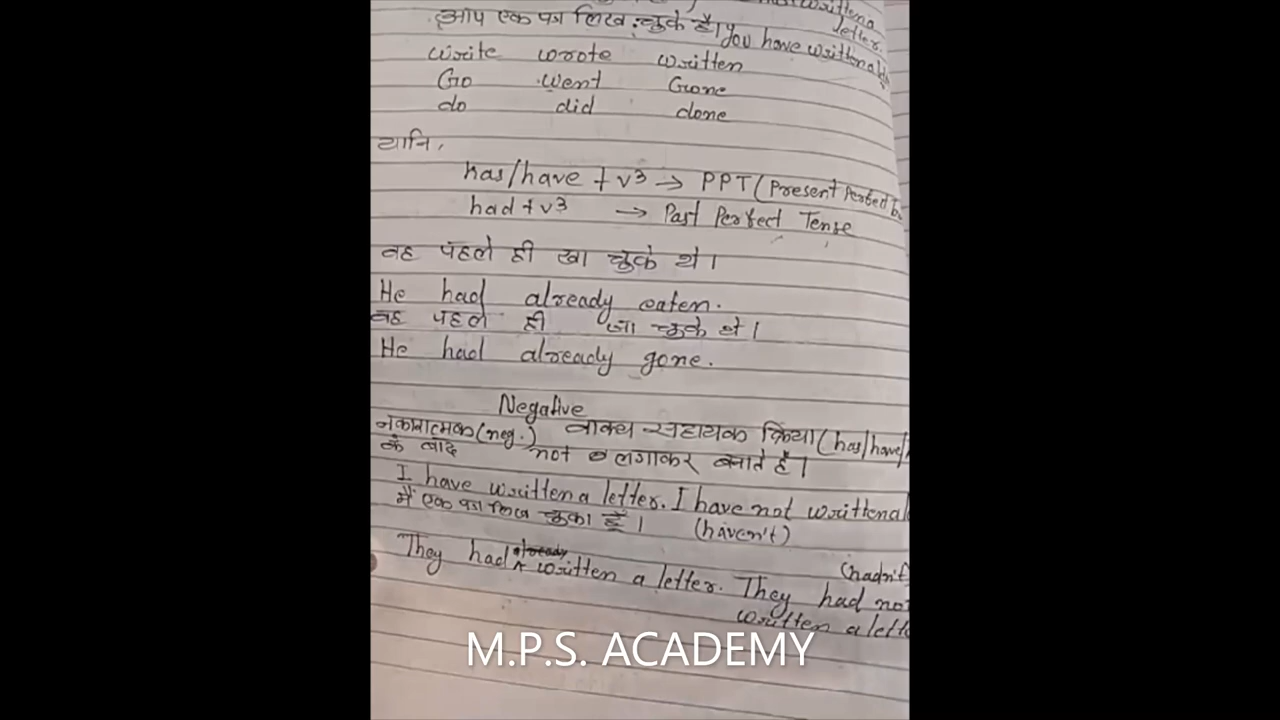 written a
letter.
आप एक पत्र लिख चुके है। You have written a
write wrote written
Go went Gone
do did done
यानि,
has/have + v3 → PPT (Present Perfect
had + v3 → Past Perfect Tense
वह पहले ही खा चुके थे।
He had already eaten.
वह पहले ही जा चुके थे।
He had already gone.
Negative
नकारात्मक (neg.) वाक्य सहायक क्रिया (has/have/
के बाद not लगाकर बनाते हैं।
I have written a letter. I have not written a
मैं एक पत्र लिख चुका हूँ। (haven't)
They had already written a letter. They had not (hadn't)
written a lett
M.P.S. ACADEMY